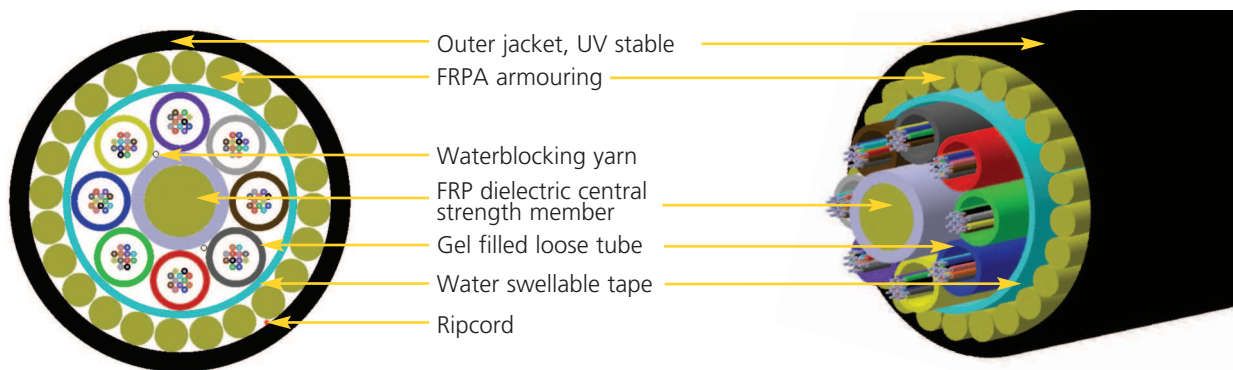 Outer jacket, UV stable
FRPA armouring
Waterblocking yarn
FRP dielectric central
strength member
Gel filled loose tube
Water swellable tape
Ripcord